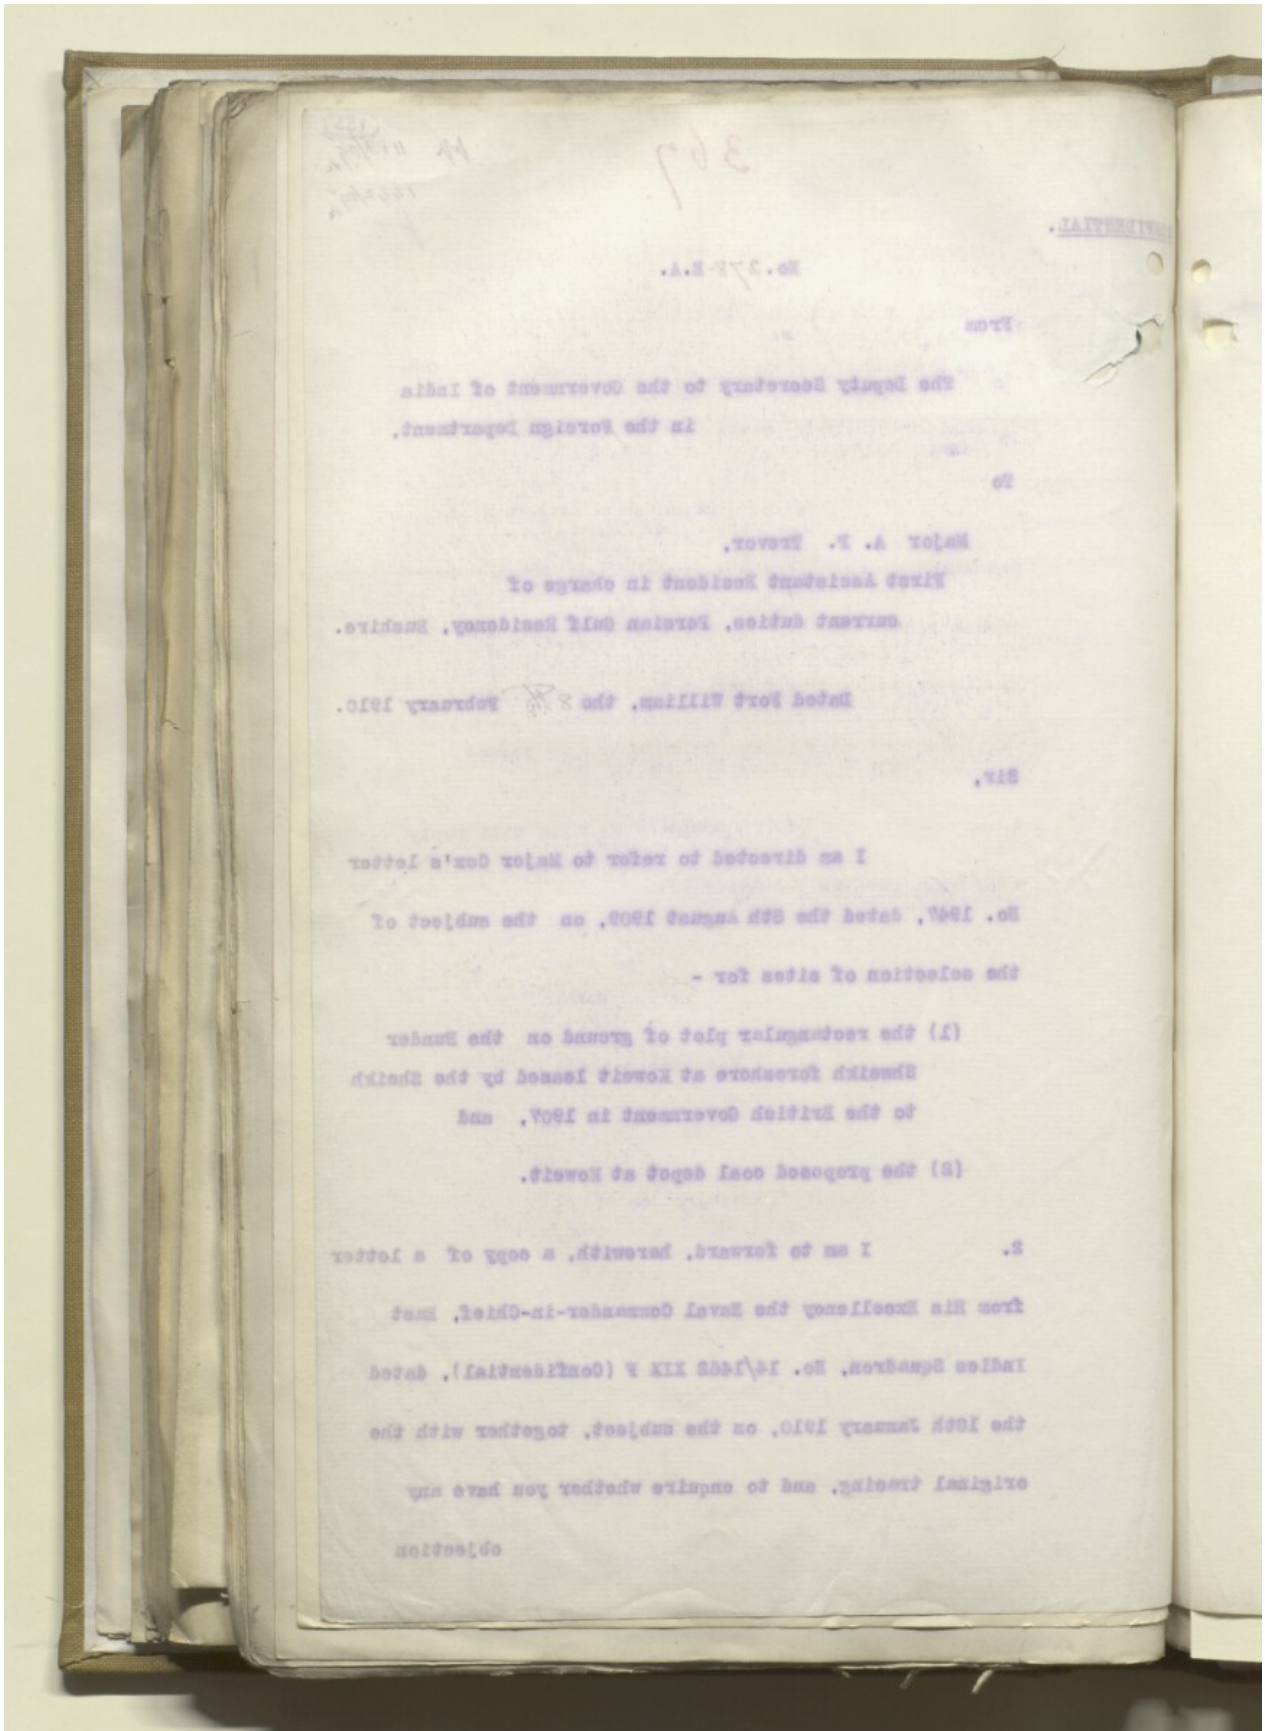 367
CONFIDENTIAL.
No. 278-E.A.
From
The Deputy Secretary to the Government of India
in the Foreign Department,
To
Major A. P. Trevor,
First Assistant Resident in charge of
current duties, Persian Gulf Residency, Bushire.
Dated Fort William, the 8th February 1910.
Sir,
I am directed to refer to Major Cox's letter
No. 1947, dated the 8th August 1909, on the subject of
the selection of sites for -
(1) the rectangular plot of ground on the Bunder
Shweikh foreshore at Koweit leased by the Sheikh
to the British Government in 1907, and
(2) the proposed coal depot at Koweit.
2. I am to forward, herewith, a copy of a letter
from His Excellency the Naval Commander-in-Chief, East
Indies Squadron, No. 14/1462 XIX F (Confidential), dated
the 18th January 1910, on the subject, together with the
original tracing, and to enquire whether you have any
objection